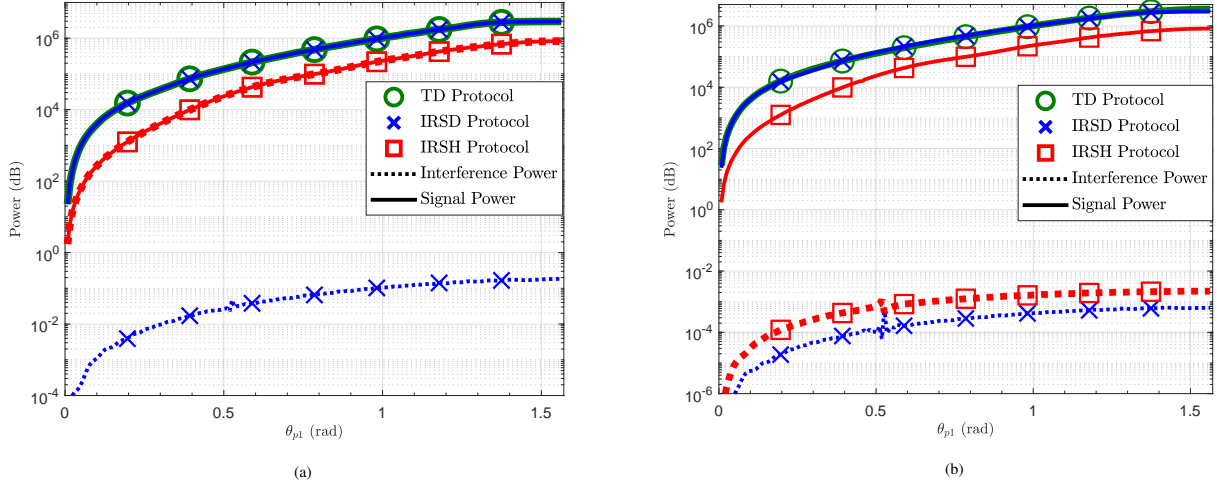 Power (dB)
10^6
10^4
10^2
10^0
10^-2
10^-4
0
0.5
1
1.5
θ_p1 (rad)
TD Protocol
IRSD Protocol
IRSH Protocol
Interference Power
Signal Power
(a)
Power (dB)
10^6
10^4
10^2
10^0
10^-2
10^-4
10^-6
0
0.5
1
1.5
θ_p1 (rad)
TD Protocol
IRSD Protocol
IRSH Protocol
Interference Power
Signal Power
(b)